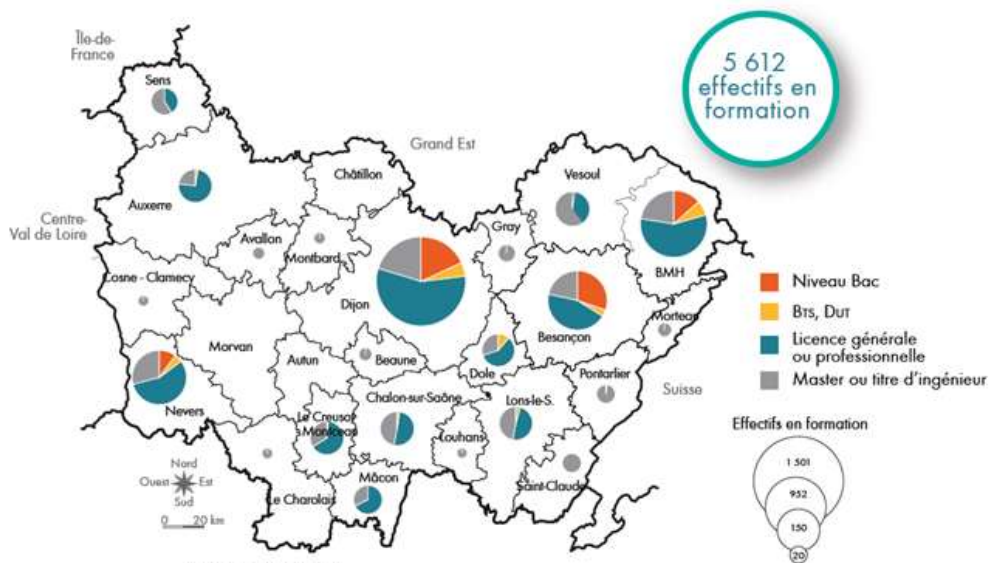 Île-de-
France
Sens
5 612
effectifs en
formation
Grand Est
Châtillon
Vesoul
Auxerre
Centre-
Val de Loire
Avallon
Montbard
Gray
BMH
Cosne - Clamecy
Dijon
Besançon
Morteau
Niveau Bac
BTS, DUT
Licence générale
ou professionnelle
Master ou titre d'ingénieur
Morvan
Autun
Beaune
Dole
Pontarlier
Suisse
Nevers
Chalon-sur-Saône
Lons-le-S.
Le Creusot
Montceau
Louhans
Saint-Claude
Le Charolais
Mâcon
Nord
Ouest
Est
Sud
0 20 km
Effectifs en formation
1 501
952
150
20